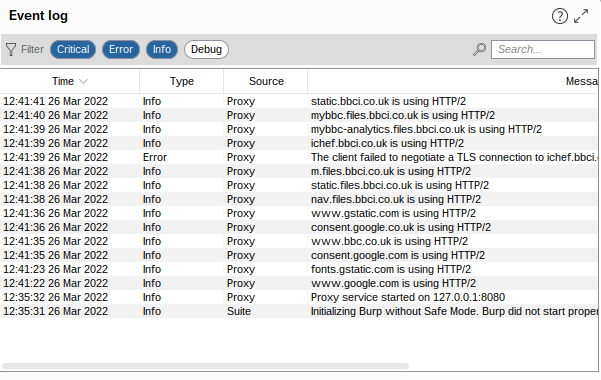 Event log
Filter Critical Error Info Debug Search...
Time Type Source Messa
12:41:41 26 Mar 2022 Info Proxy static.bbci.co.uk is using HTTP/2
12:41:40 26 Mar 2022 Info Proxy mybbc.files.bbci.co.uk is using HTTP/2
12:41:39 26 Mar 2022 Info Proxy mybbc-analytics.files.bbci.co.uk is using HTTP/2
12:41:39 26 Mar 2022 Info Proxy ichef.bbci.co.uk is using HTTP/2
12:41:39 26 Mar 2022 Error Proxy The client failed to negotiate a TLS connection to ichef.bbci.
12:41:38 26 Mar 2022 Info Proxy m.files.bbci.co.uk is using HTTP/2
12:41:38 26 Mar 2022 Info Proxy static.files.bbci.co.uk is using HTTP/2
12:41:38 26 Mar 2022 Info Proxy nav.files.bbci.co.uk is using HTTP/2
12:41:36 26 Mar 2022 Info Proxy www.gstatic.com is using HTTP/2
12:41:36 26 Mar 2022 Info Proxy consent.google.co.uk is using HTTP/2
12:41:35 26 Mar 2022 Info Proxy www.bbc.co.uk is using HTTP/2
12:41:35 26 Mar 2022 Info Proxy consent.google.com is using HTTP/2
12:41:23 26 Mar 2022 Info Proxy fonts.gstatic.com is using HTTP/2
12:41:22 26 Mar 2022 Info Proxy www.google.com is using HTTP/2
12:35:32 26 Mar 2022 Info Proxy Proxy service started on 127.0.0.1:8080
12:35:31 26 Mar 2022 Info Suite Initializing Burp without Safe Mode. Burp did not start proper